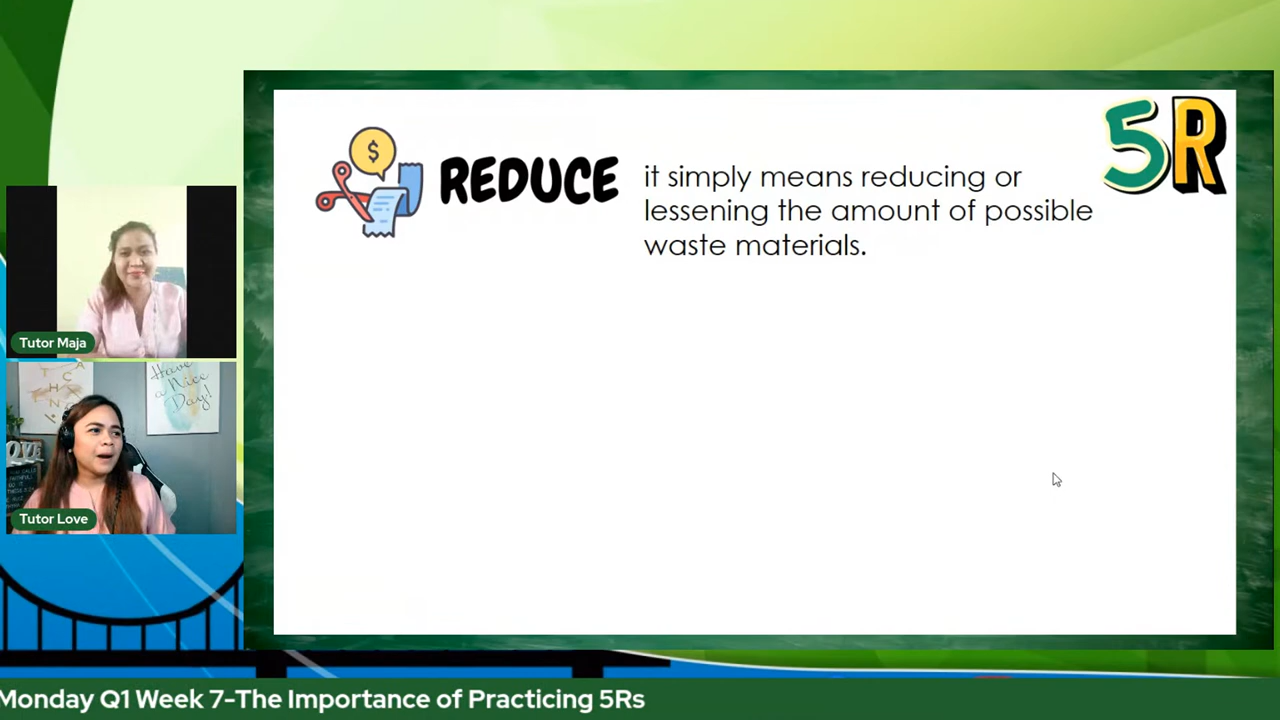 5R
$
REDUCE
it simply means reducing or
lessening the amount of possible
waste materials.
Tutor Maja
Have
a Nice
Day!
Tutor Love
Monday Q1 Week 7-The Importance of Practicing 5Rs